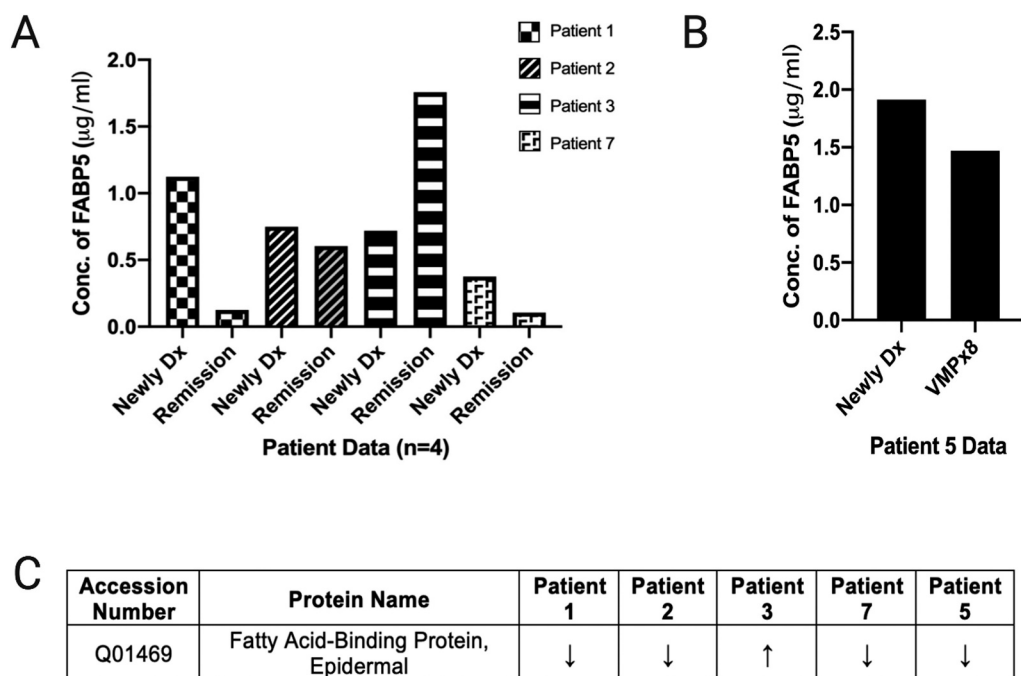 A
Conc. of FABP5 (μg/ml)
2.0
1.5
1.0
0.5
0.0
Newly Dx
Remission
Newly Dx
Remission
Newly Dx
Remission
Newly Dx
Remission
Patient Data (n=4)
Patient 1
Patient 2
Patient 3
Patient 7
B
Conc. of FABP5 (μg/ml)
2.5
2.0
1.5
1.0
0.5
0.0
Newly Dx
VMPx8
Patient 5 Data
C
Accession Number
Protein Name
Patient 1
Patient 2
Patient 3
Patient 7
Patient 5
Q01469
Fatty Acid-Binding Protein,
Epidermal
↓
↓
↑
↓
↓